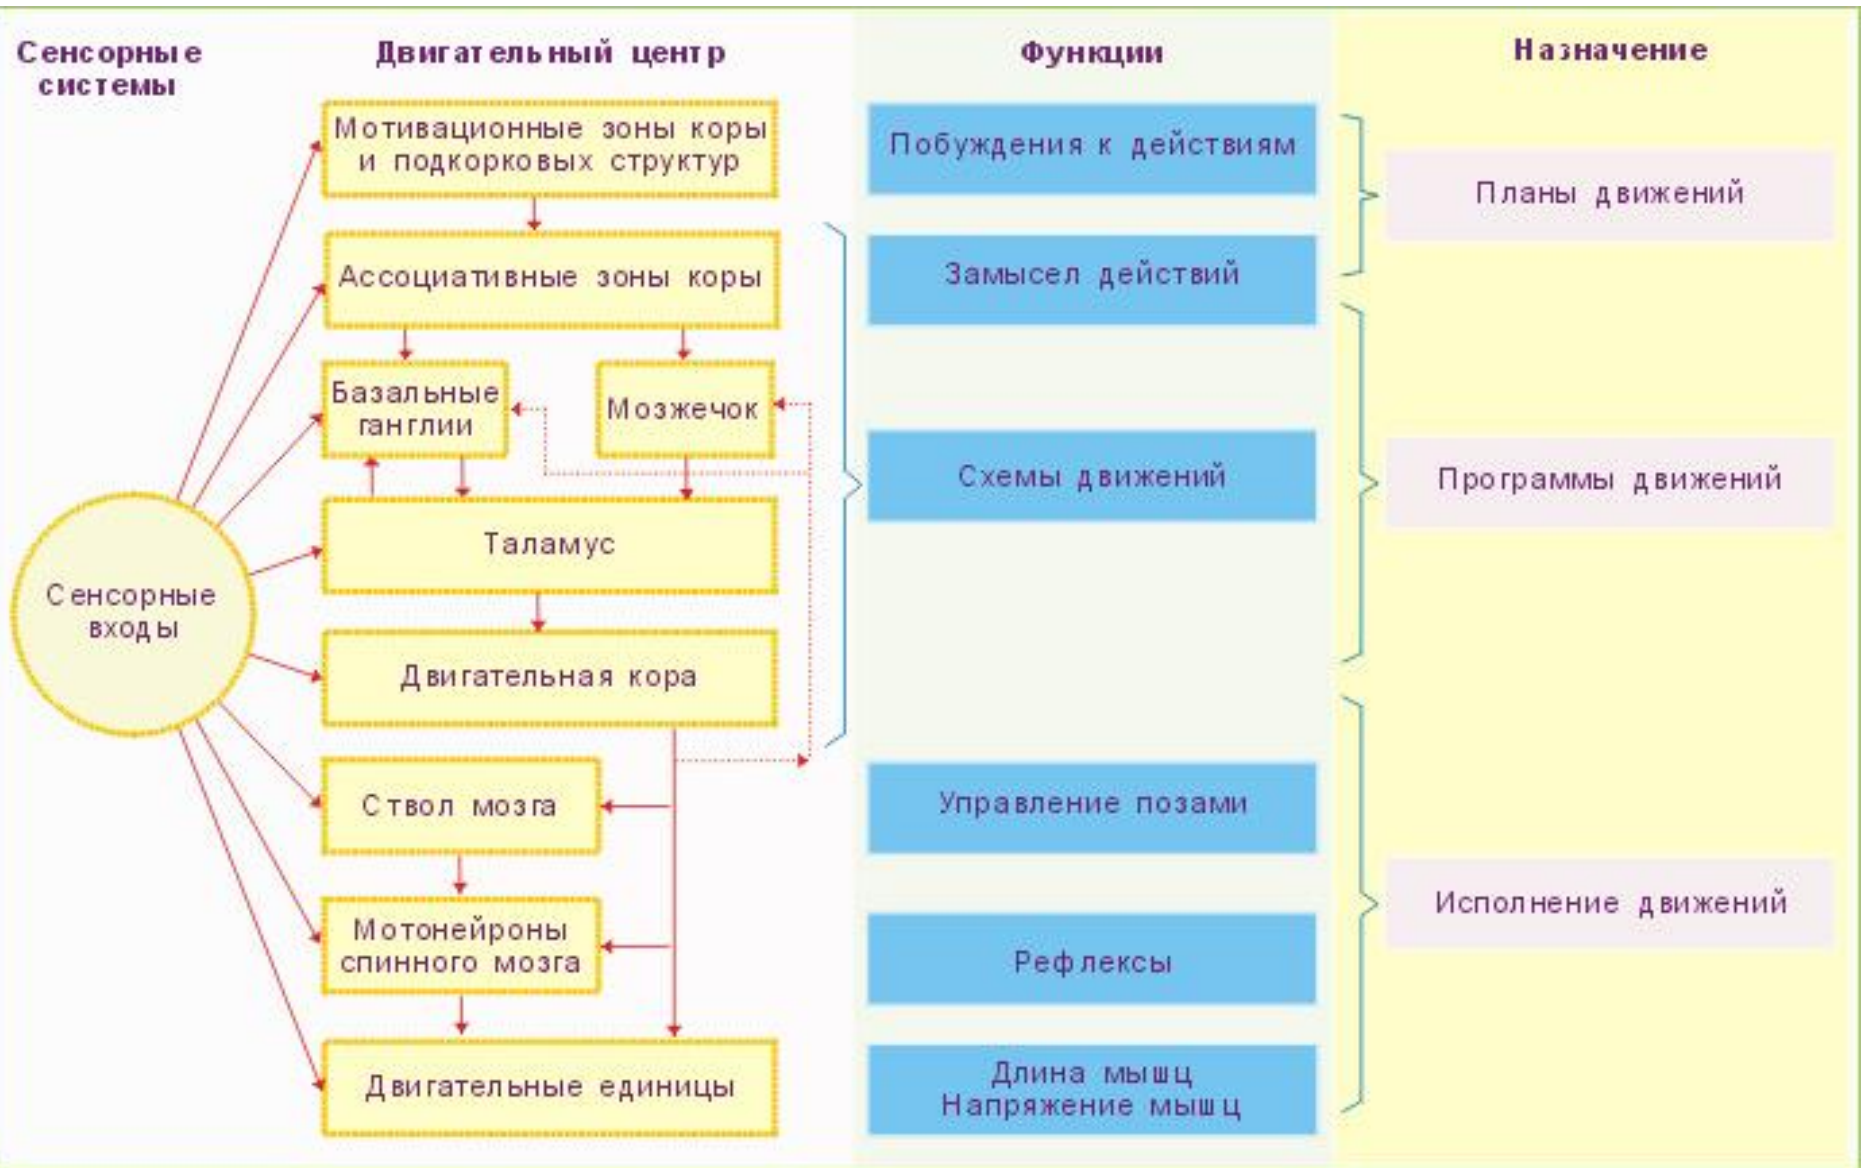 Сенсорные
системы
Двигательный центр
Функции
Назначение
Мотивационные зоны коры
и подкорковых структур
Побуждения к действиям
Планы движений
Ассоциативные зоны коры
Замысел действий
Базальные
ганглии
Мозжечок
Схемы движений
Программы движений
Таламус
Сенсорные
входы
Двигательная кора
Ствол мозга
Управление позами
Мотонейроны
спинного мозга
Рефлексы
Исполнение движений
Двигательные единицы
Длина мышц
Напряжение мышц